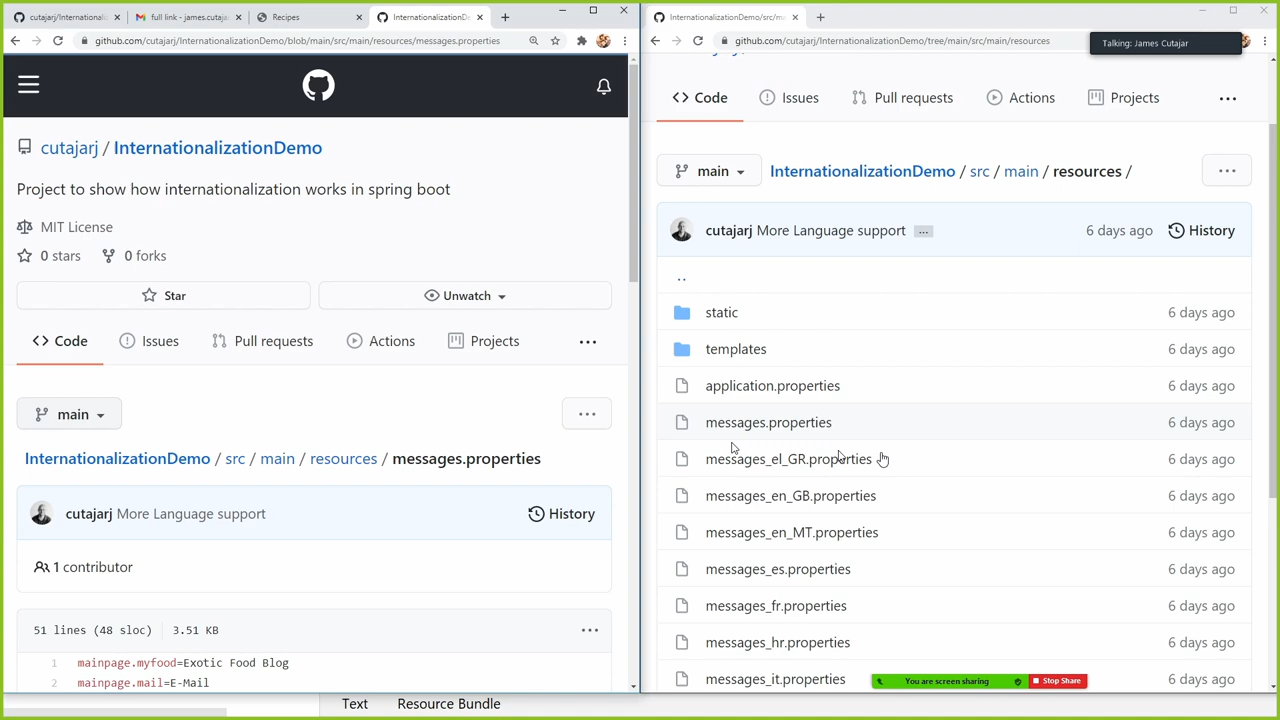 cutajarj/Internationaliz
full link - james.cutaja
Recipes
InternationalizationD
github.com/cutajarj/InternationalizationDemo/blob/main/src/main/resources/messages.properties
cutajarj / InternationalizationDemo
Project to show how internationalization works in spring boot
MIT License
0 stars 0 forks
Star
Unwatch
Code Issues Pull requests Actions Projects ...
main
...
InternationalizationDemo / src / main / resources / messages.properties
cutajarj More Language support
History
1 contributor
51 lines (48 sloc) 3.51 KB
...
1 mainpage.myfood=Exotic Food Blog
2 mainpage.mail=E-Mail
InternationalizationDemo/src/m
github.com/cutajarj/InternationalizationDemo/tree/main/src/main/resources
Talking: James Cutajar
Code Issues Pull requests Actions Projects ...
main
InternationalizationDemo / src / main / resources /
...
cutajarj More Language support ... 6 days ago History
..
static 6 days ago
templates 6 days ago
application.properties 6 days ago
messages.properties 6 days ago
messages_el_GR.properties 6 days ago
messages_en_GB.properties 6 days ago
messages_en_MT.properties 6 days ago
messages_es.properties 6 days ago
messages_fr.properties 6 days ago
messages_hr.properties 6 days ago
messages_it.properties 6 days ago
You are screen sharing Stop Share
Text Resource Bundle